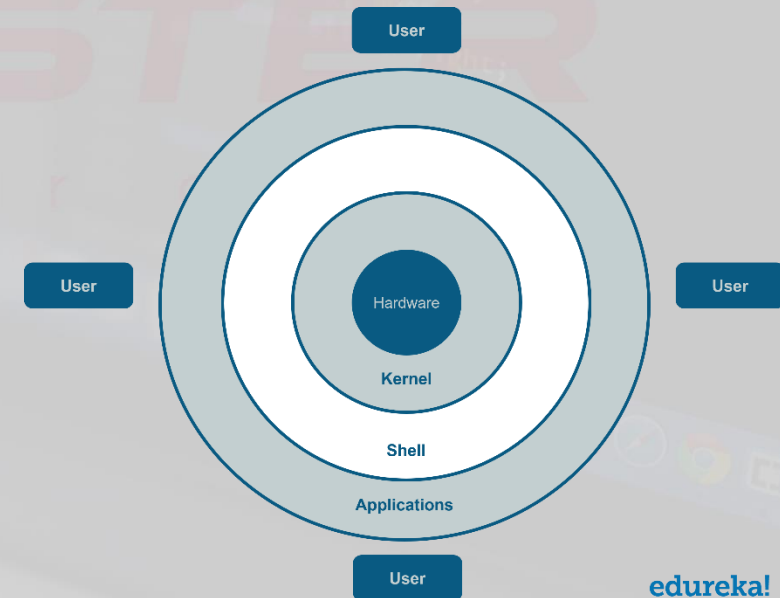 User
User
User
Hardware
Kernel
Shell
Applications
User
edureka!